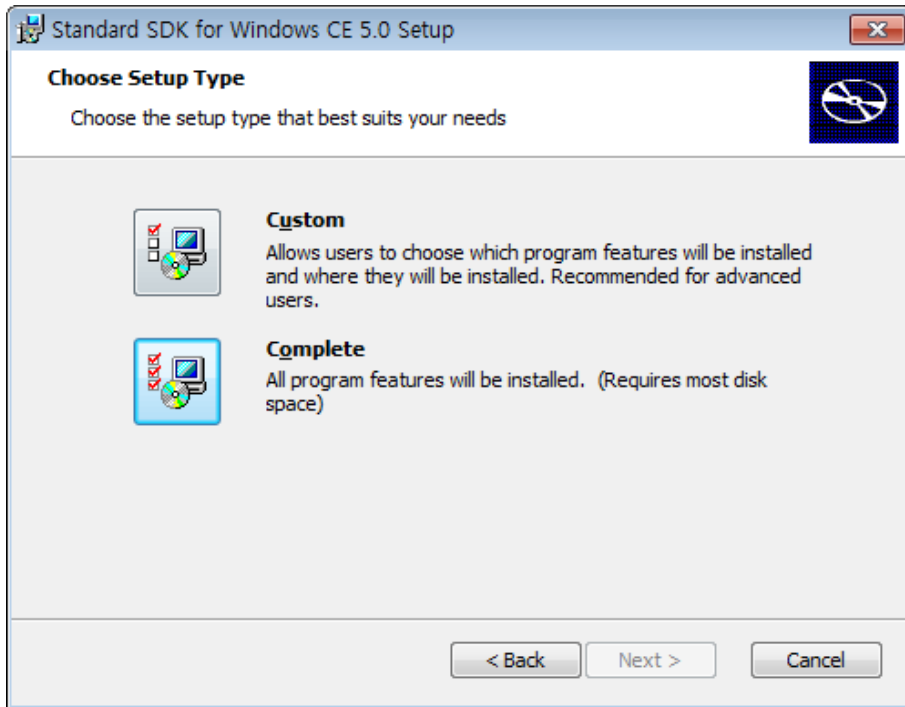 Standard SDK for Windows CE 5.0 Setup
Choose Setup Type
Choose the setup type that best suits your needs
Custom
Allows users to choose which program features will be installed
and where they will be installed. Recommended for advanced
users.
Complete
All program features will be installed.  (Requires most disk
space)
< Back
Next >
Cancel